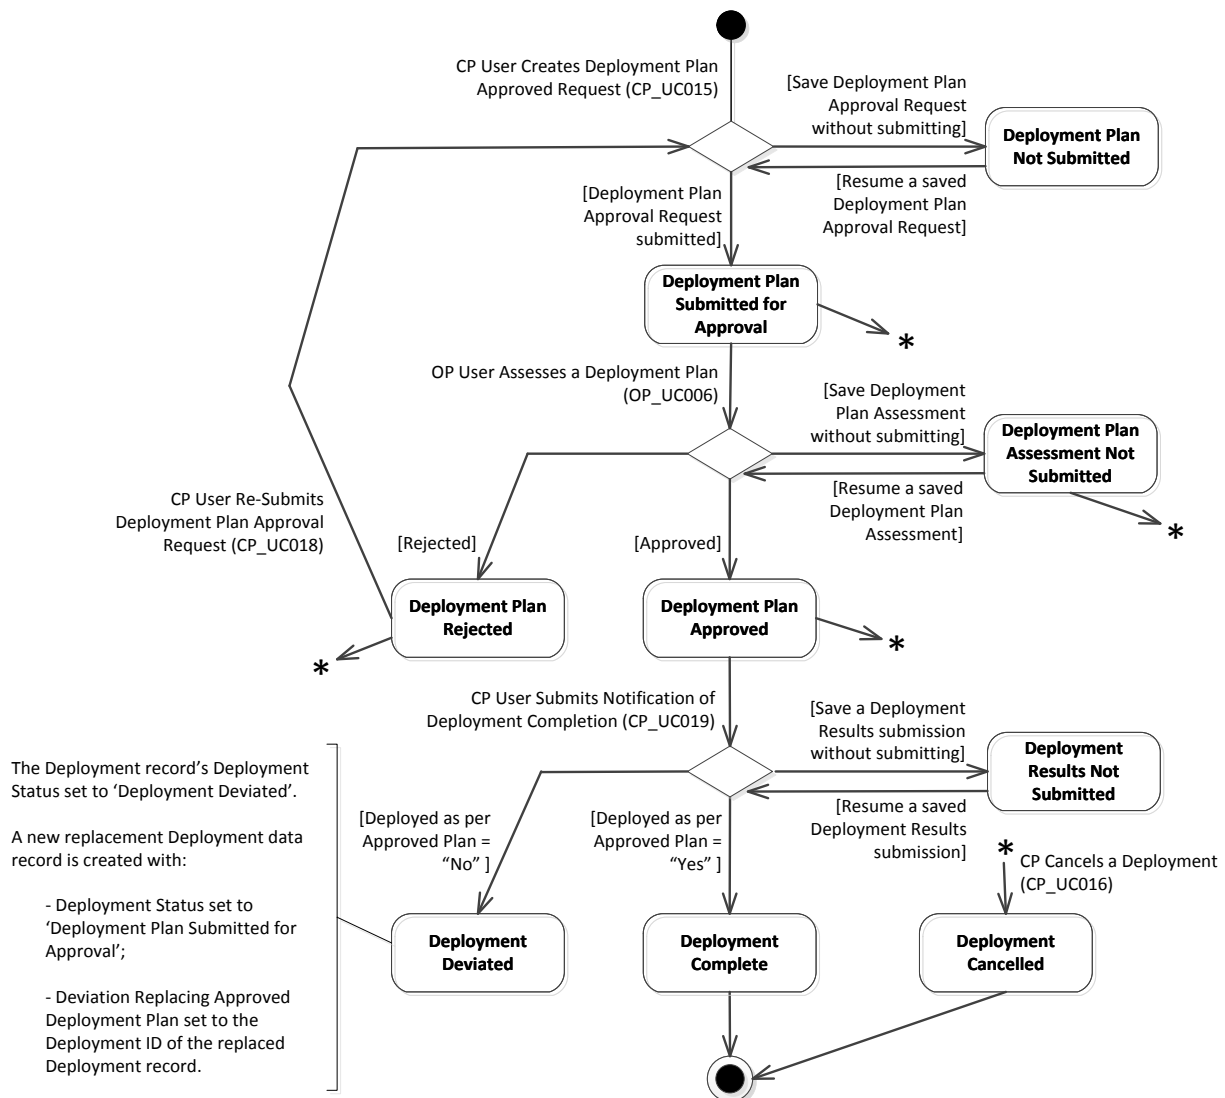 CP User Creates Deployment Plan
Approved Request (CP_UC015)
[Save Deployment Plan
Approval Request
without submitting]
Deployment Plan
Not Submitted
[Resume a saved
Deployment Plan
Approval Request]
[Deployment Plan
Approval Request
submitted]
Deployment Plan
Submitted for
Approval
*
OP User Assesses a Deployment Plan
(OP_UC006)
[Save Deployment
Plan Assessment
without submitting]
Deployment Plan
Assessment Not
Submitted
[Resume a saved
Deployment Plan
Assessment]
*
CP User Re-Submits
Deployment Plan Approval
Request (CP_UC018)
[Rejected]
[Approved]
Deployment Plan
Rejected
*
Deployment Plan
Approved
*
CP User Submits Notification of
Deployment Completion (CP_UC019)
[Save a Deployment
Results submission
without submitting]
Deployment
Results Not
Submitted
[Resume a saved
Deployment Results
submission]
The Deployment record’s Deployment
Status set to ‘Deployment Deviated’.
A new replacement Deployment data
record is created with:
- Deployment Status set to
‘Deployment Plan Submitted for
Approval’;
- Deviation Replacing Approved
Deployment Plan set to the
Deployment ID of the replaced
Deployment record.
[Deployed as per
Approved Plan =
“No” ]
[Deployed as per
Approved Plan =
“Yes” ]
*
CP Cancels a Deployment
(CP_UC016)
Deployment
Deviated
Deployment
Complete
Deployment
Cancelled